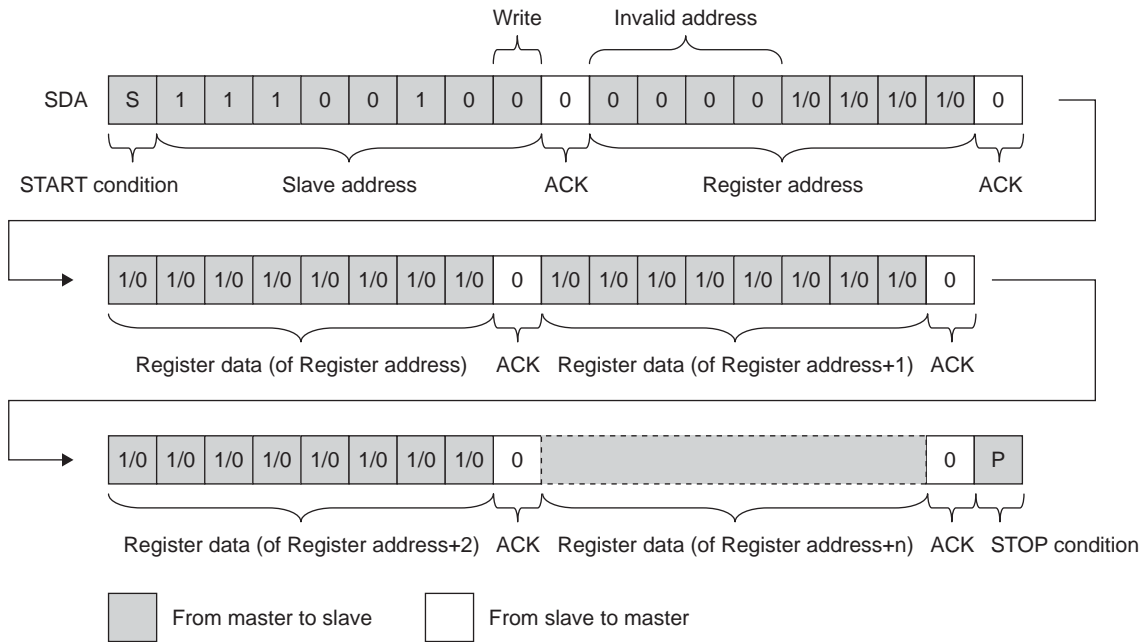 Write Invalid address
SDA S 1 1 1 0 0 1 0 0 0 0 0 0 0 1/0 1/0 1/0 1/0 0
START condition Slave address ACK Register address ACK
1/0 1/0 1/0 1/0 1/0 1/0 1/0 1/0 0 1/0 1/0 1/0 1/0 1/0 1/0 1/0 1/0 0
Register data (of Register address) ACK Register data (of Register address+1) ACK
1/0 1/0 1/0 1/0 1/0 1/0 1/0 1/0 0 0 P
Register data (of Register address+2) ACK Register data (of Register address+n) ACK STOP condition
From master to slave From slave to master